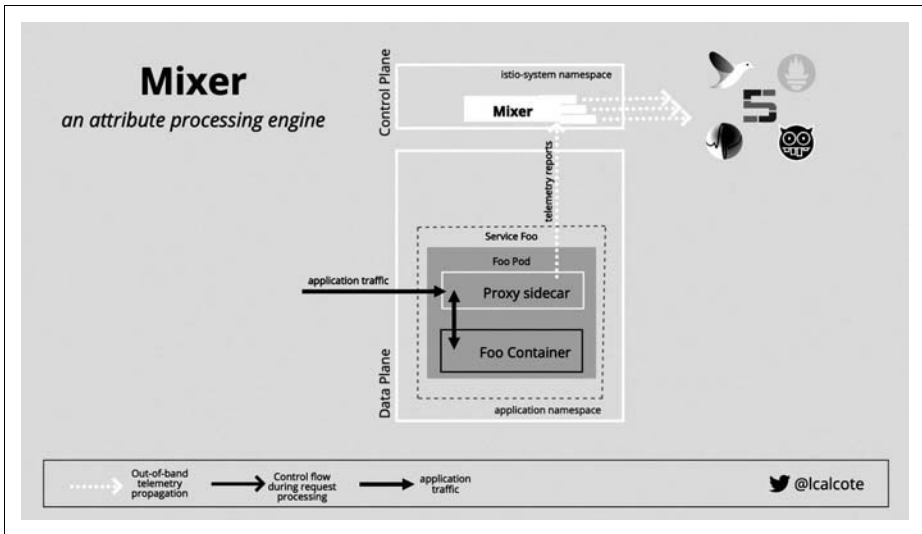 Mixer
an attribute processing engine
Control Plane
istio-system namespace
Mixer
telemetry reports
Data Plane
Service Foo
Foo Pod
application traffic
Proxy sidecar
Foo Container
application namespace
Out-of-band
telemetry
propagation
Control flow
during request
processing
application
traffic
@lcalcote